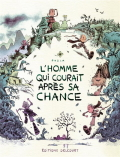 L'HOMME
QUI COURAIT
APRÈS SA
CHANCE
ÉDITIONS DELCOURT